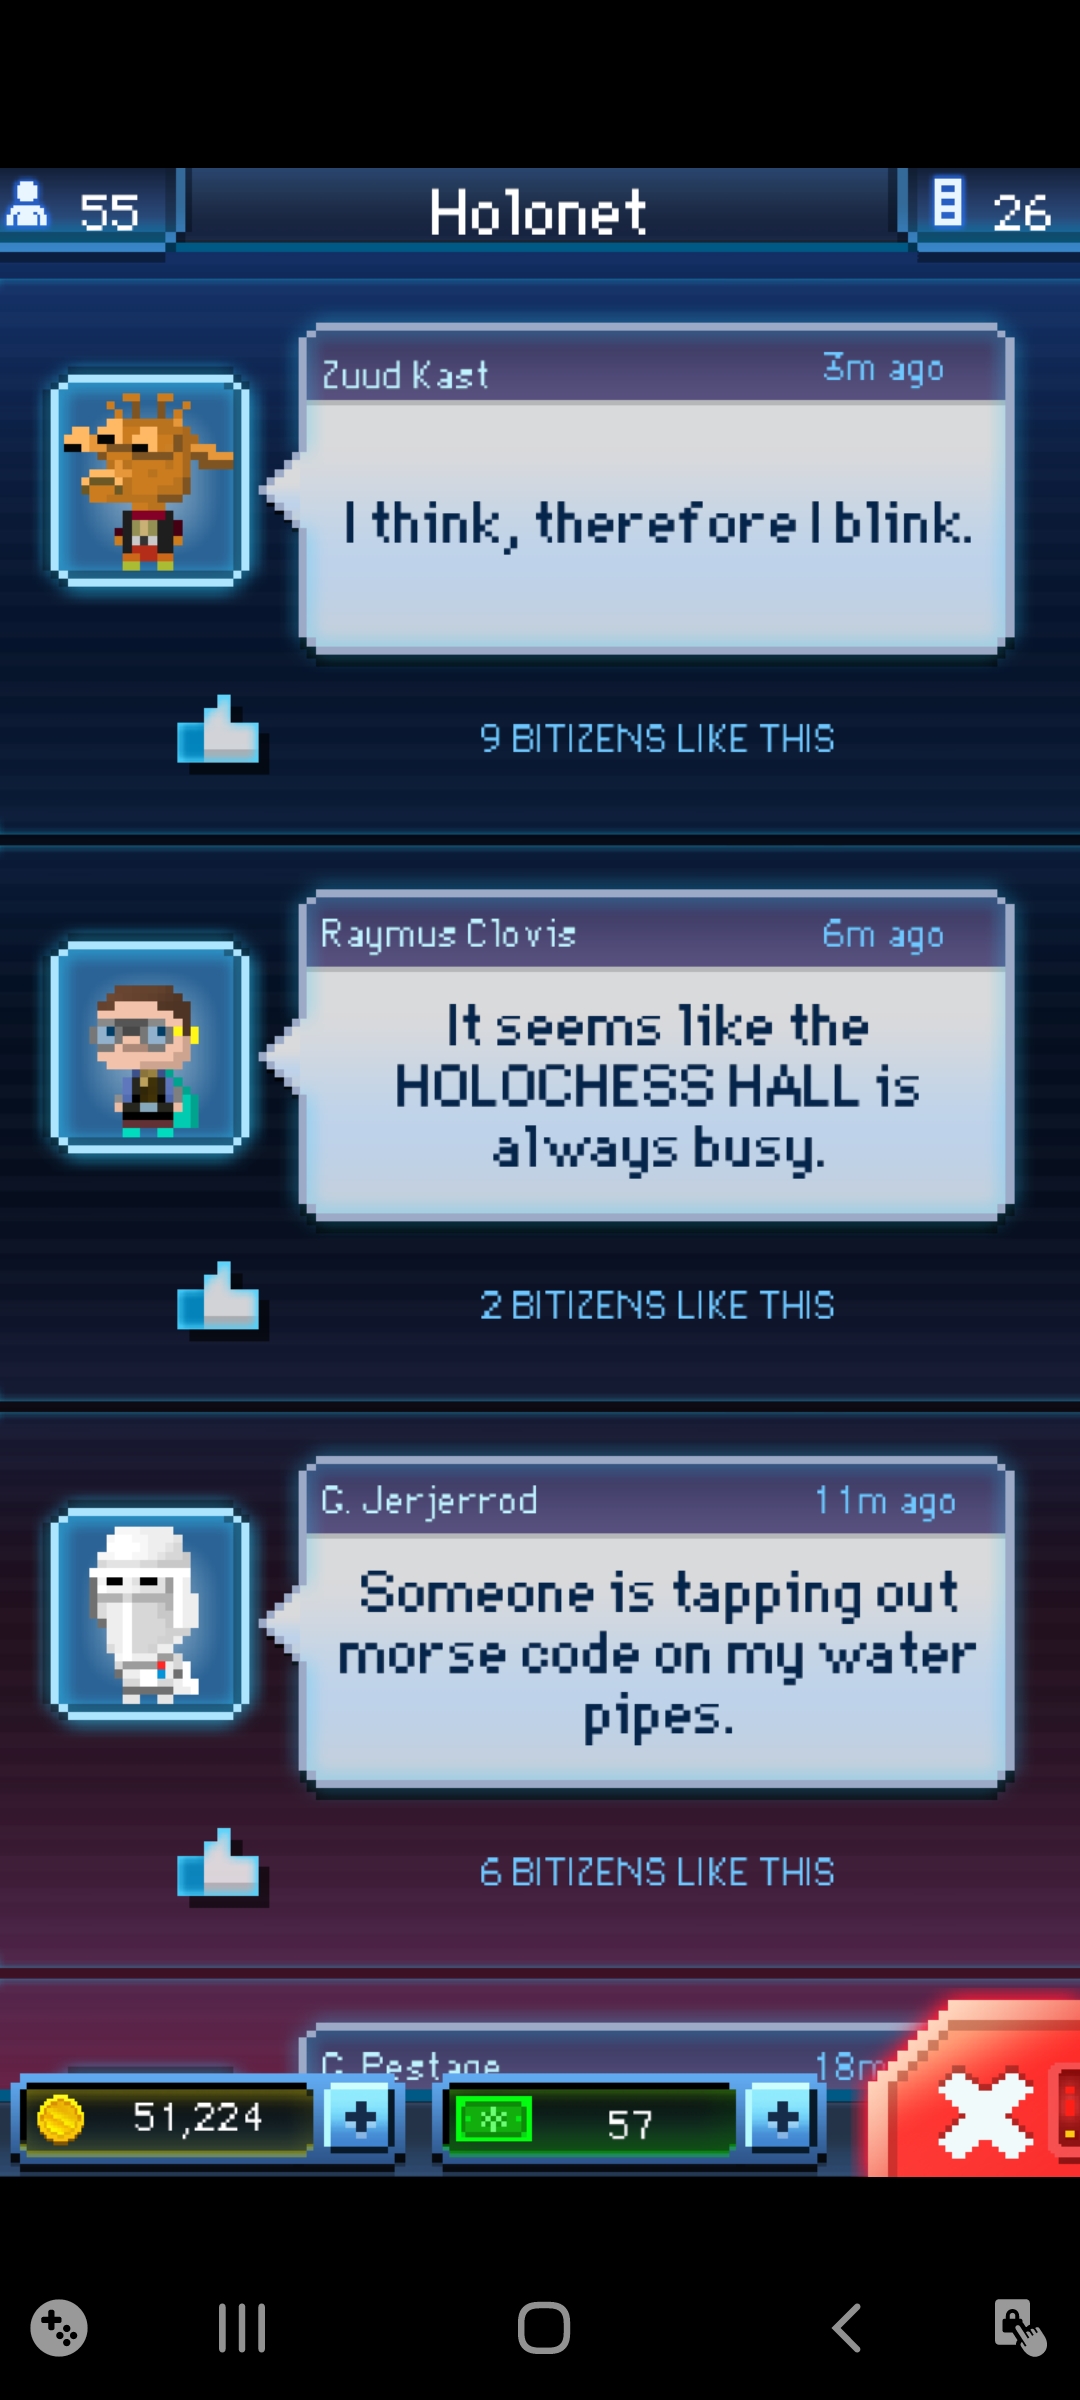 55
Holonet
26
Zuud Kast
3m ago
I think, therefore I blink.
9 BITIZENS LIKE THIS
Raymus Clovis
6m ago
It seems like the
HOLOCHESS HALL is
always busy.
2 BITIZENS LIKE THIS
G. Jerjerrod
11m ago
Someone is tapping out
morse code on my water
pipes.
6 BITIZENS LIKE THIS
C. Pestage
18m
51,224
57